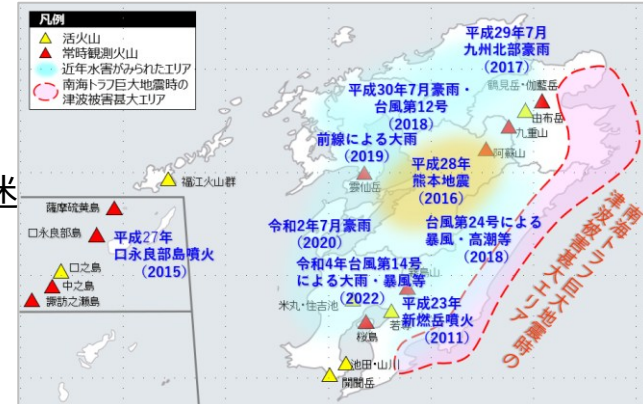 凡例
活火山
常時観測火山
近年水害がみられたエリア
南海トラフ巨大地震時の
津波被害甚大エリア
平成29年7月
九州北部豪雨
(2017)
鶴見岳・伽藍岳
由布岳
九重山
平成30年7月豪雨・
台風第12号
(2018)
阿蘇山
前線による大雨
(2019)
雲仙岳
平成28年
熊本地震
(2016)
福江火山群
米
薩摩硫黄島
口永良部島
平成27年
口永良部島噴火
(2015)
口之島
中之島
諏訪之瀬島
令和2年7月豪雨
(2020)
台風第24号による
暴風・高潮等
(2018)
令和4年台風第14号
による大雨・暴風等
(2022)
霧島山
米丸・住吉池
若尊
桜島
平成23年
新燃岳噴火
(2011)
池田・山川
開聞岳
南海トラフ巨大地震時の
津波被害甚大エリア